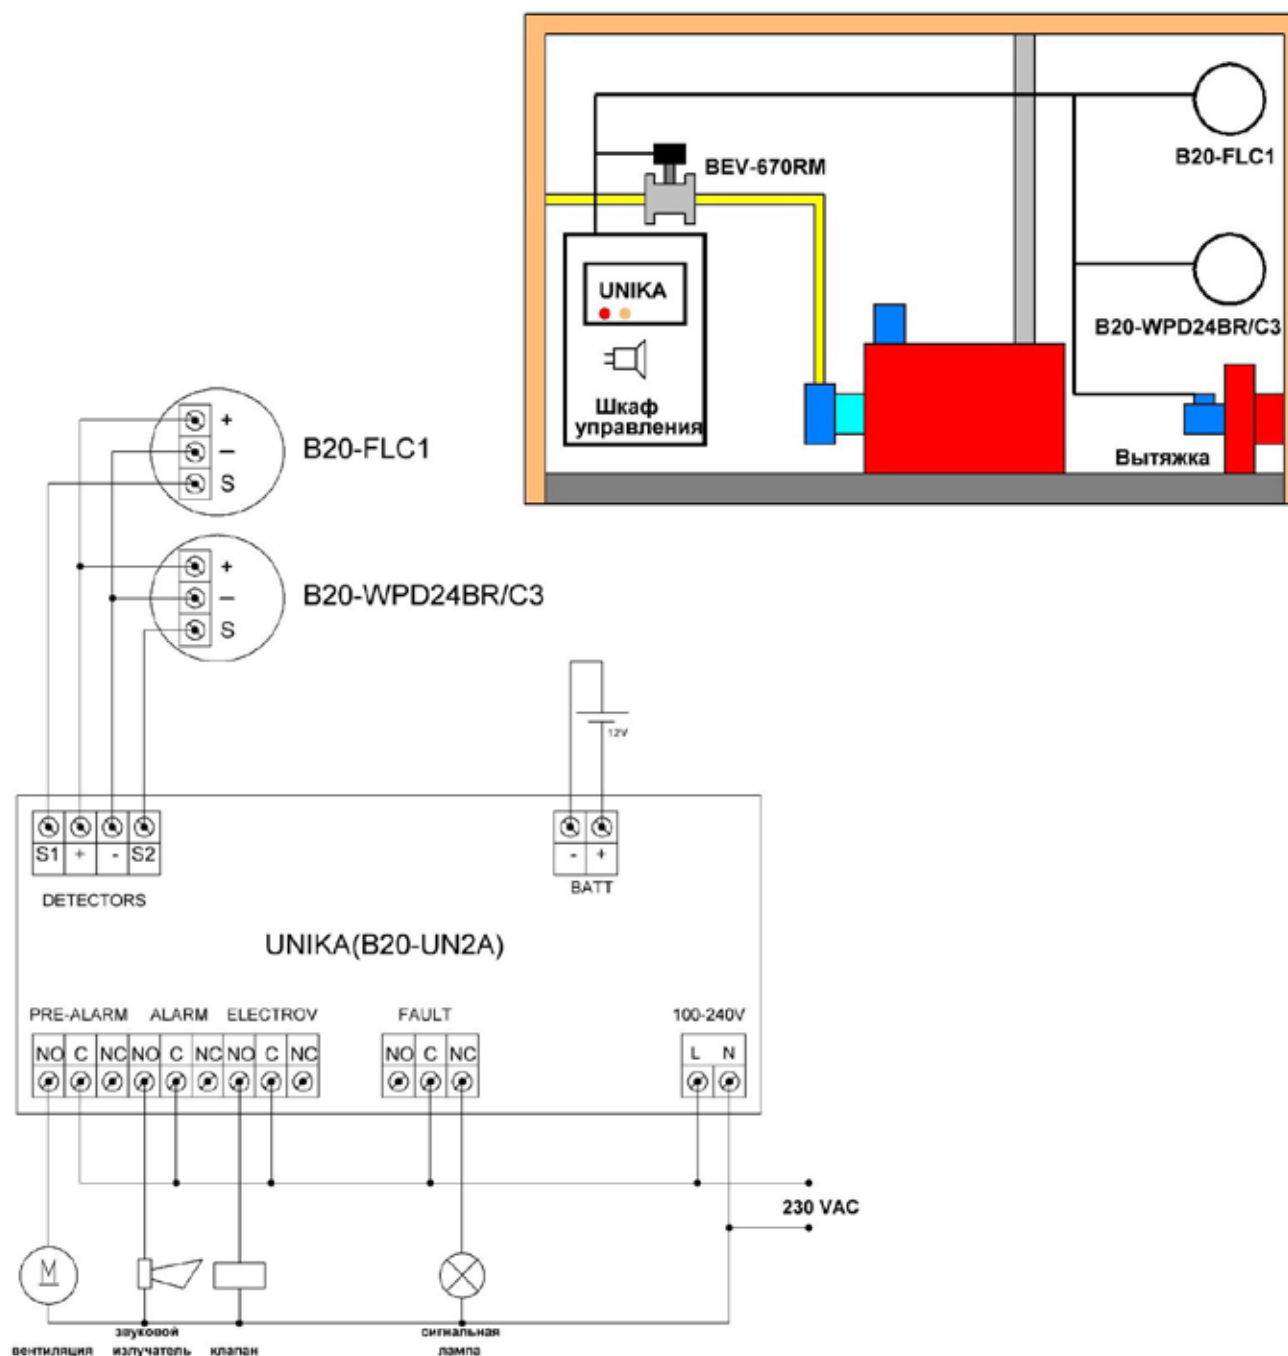 B20-FLC1
BEV-670RM
UNIKA
B20-WPD24BR/C3
Шкаф
управления
Вытяжка
+
−
S
B20-FLC1
+
−
S
B20-WPD24BR/C3
12V
S1 + - S2
- +
DETECTORS
BATT
UNIKA(B20-UN2A)
PRE-ALARM ALARM ELECTROV FAULT 100-240V
NO C NC NO C NC NO C NC NO C NC L N
230 VAC
M
вентиляция
звуковой
излучатель
клапан
сигнальная
лампа